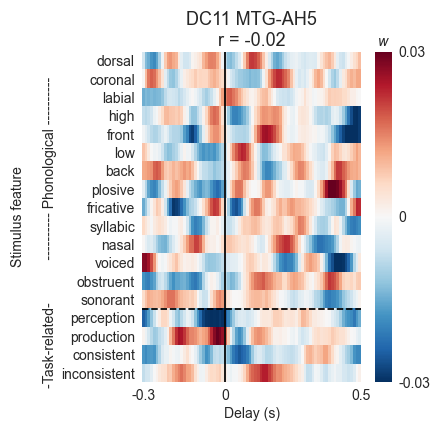 DC11 MTG-AH5
r = -0.02
w
Stimulus feature
---------- Phonological ----------
-Task-related-
dorsal
coronal
labial
high
front
low
back
plosive
fricative
syllabic
nasal
voiced
obstruent
sonorant
perception
production
consistent
inconsistent
0.03
0
-0.03
-0.3
0
0.5
Delay (s)